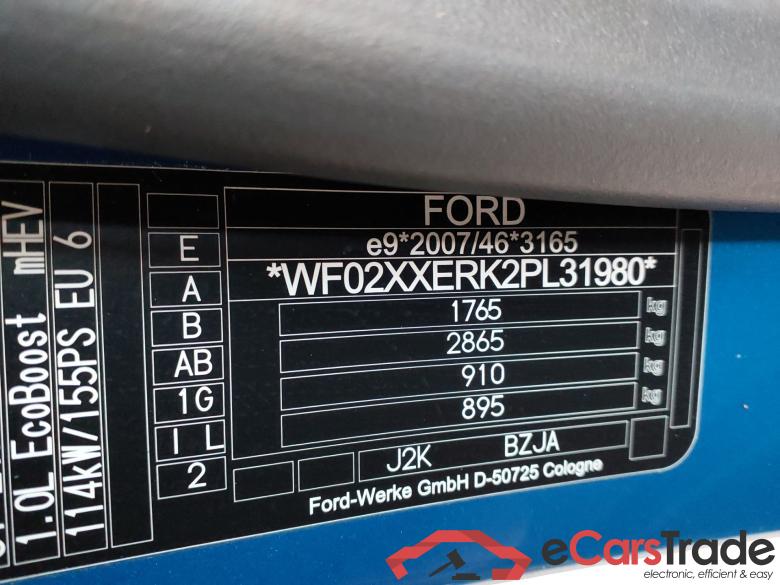 FORD
e9*2007/46*3165
*WF02XXERK2PL31980*
1765 kg
2865 kg
910 kg
895 kg
J2K BZJA
Ford-Werke GmbH D-50725 Cologne
E
A
B
AB
1G
I L
2
1.0L EcoBoost mHEV
114kW/155PS EU 6
eCarsTrade
electronic, efficient & easy